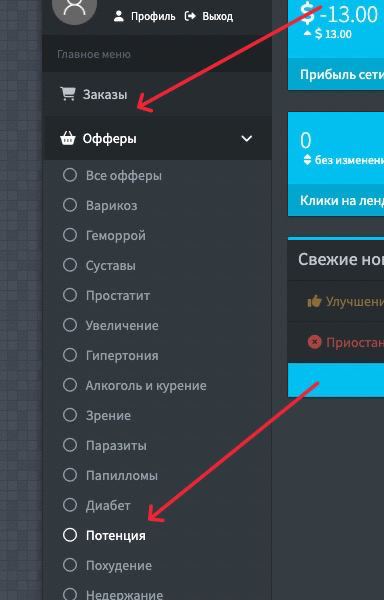 Профиль Выход
Главное меню
Заказы
Офферы
Все офферы
Варикоз
Геморрой
Суставы
Простатит
Увеличение
Гипертония
Алкоголь и курение
Зрение
Паразиты
Папилломы
Диабет
Потенция
Похудение
Недержание
$ -13.00
$ 13.00
Прибыль сети
0
без изменени
Клики на ленд
Свежие нов
Улучшени
Приостан